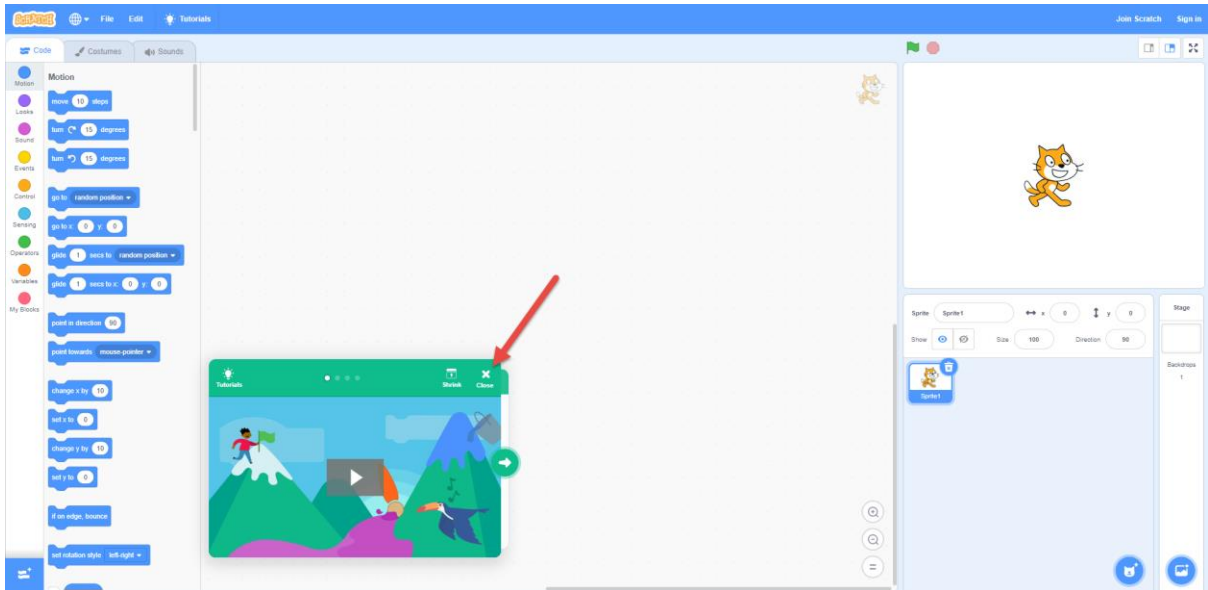 SCRATCH File Edit Tutorials Join Scratch Sign in
Code Costumes Sounds
Motion
Looks
Sound
Events
Control
Sensing
Operators
Variables
My Blocks
Motion
move 10 steps
turn 15 degrees
turn 15 degrees
go to random position
go to x: 0 y: 0
glide 1 secs to random position
glide 1 secs to x: 0 y: 0
point in direction 90
point towards mouse-pointer
change x by 10
set x to 0
change y by 10
set y to 0
if on edge, bounce
set rotation style left-right
Tutorials Shrink Close
Sprite Sprite1 x 0 y 0
Show Size 100 Direction 90
Sprite1
Stage
Backdrops
1